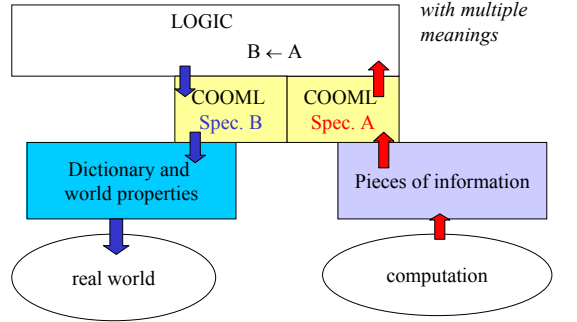 with multiple
meanings
LOGIC
B ← A
COOML
Spec. B
COOML
Spec. A
Dictionary and
world properties
Pieces of information
real world
computation